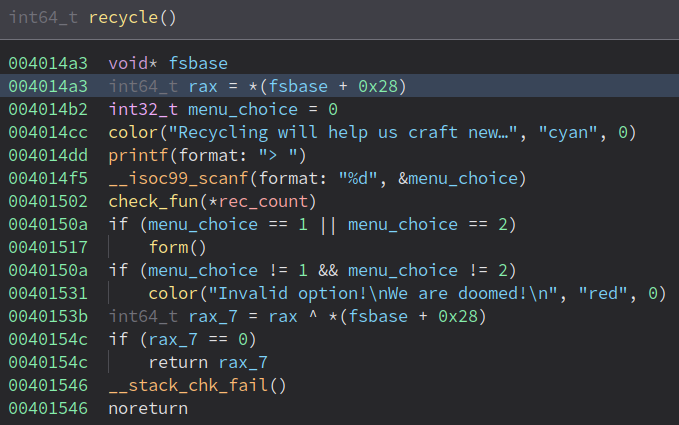 int64_t recycle()
004014a3 void* fsbase
004014a3 int64_t rax = *(fsbase + 0x28)
004014b2 int32_t menu_choice = 0
004014cc color("Recycling will help us craft new…", "cyan", 0)
004014dd printf(format: "> ")
004014f5 __isoc99_scanf(format: "%d", &menu_choice)
00401502 check_fun(*rec_count)
0040150a if (menu_choice == 1 || menu_choice == 2)
00401517 form()
0040150a if (menu_choice != 1 && menu_choice != 2)
00401531 color("Invalid option!\nWe are doomed!\n", "red", 0)
0040153b int64_t rax_7 = rax ^ *(fsbase + 0x28)
0040154c if (rax_7 == 0)
0040154c return rax_7
00401546 __stack_chk_fail()
00401546 noreturn